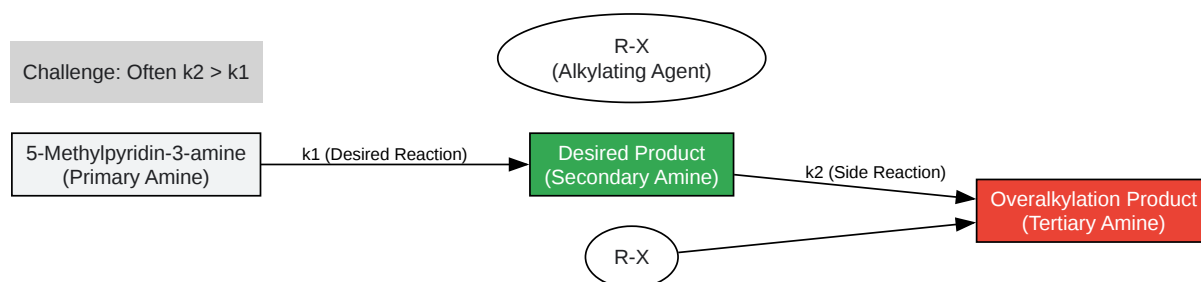 R-X
(Alkylating Agent)
Challenge: Often k2 > k1
5-Methylpyridin-3-amine
(Primary Amine)
k1 (Desired Reaction)
Desired Product
(Secondary Amine)
k2 (Side Reaction)
Overalkylation Product
(Tertiary Amine)
R-X